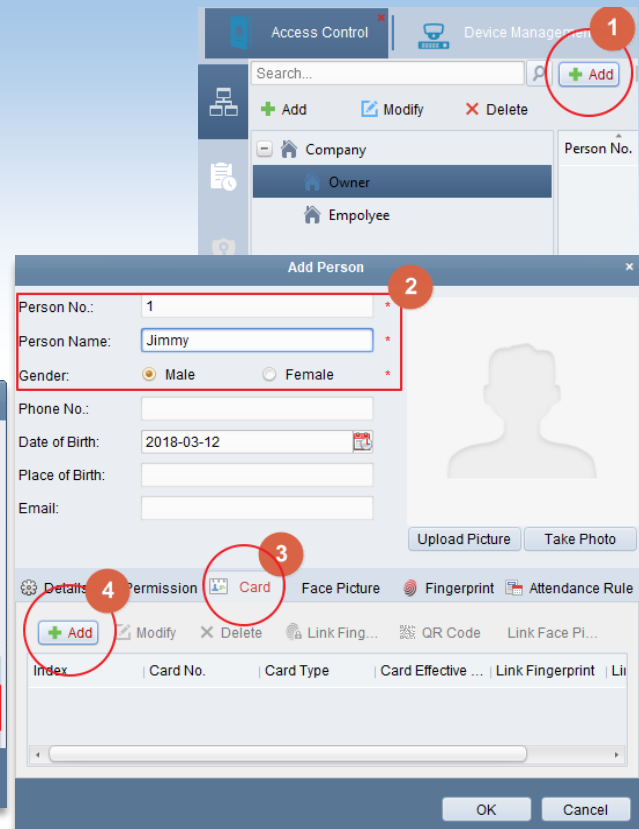 Access Control
Device Manage
1
Search...
Add
Add
Modify
Delete
Company
Person No.
Owner
Empolyee
Add Person
2
Person No.:
1
*
Person Name:
Jimmy
*
Gender:
Male
Female
*
Phone No.:
Date of Birth:
2018-03-12
Place of Birth:
Email:
Upload Picture
Take Photo
3
4
Details
Permission
Card
Face Picture
Fingerprint
Attendance Rule
Add
Modify
Delete
Link Fing...
QR Code
Link Face Pi...
Index
Card No.
Card Type
Card Effective ...
Link Fingerprint
OK
Cancel